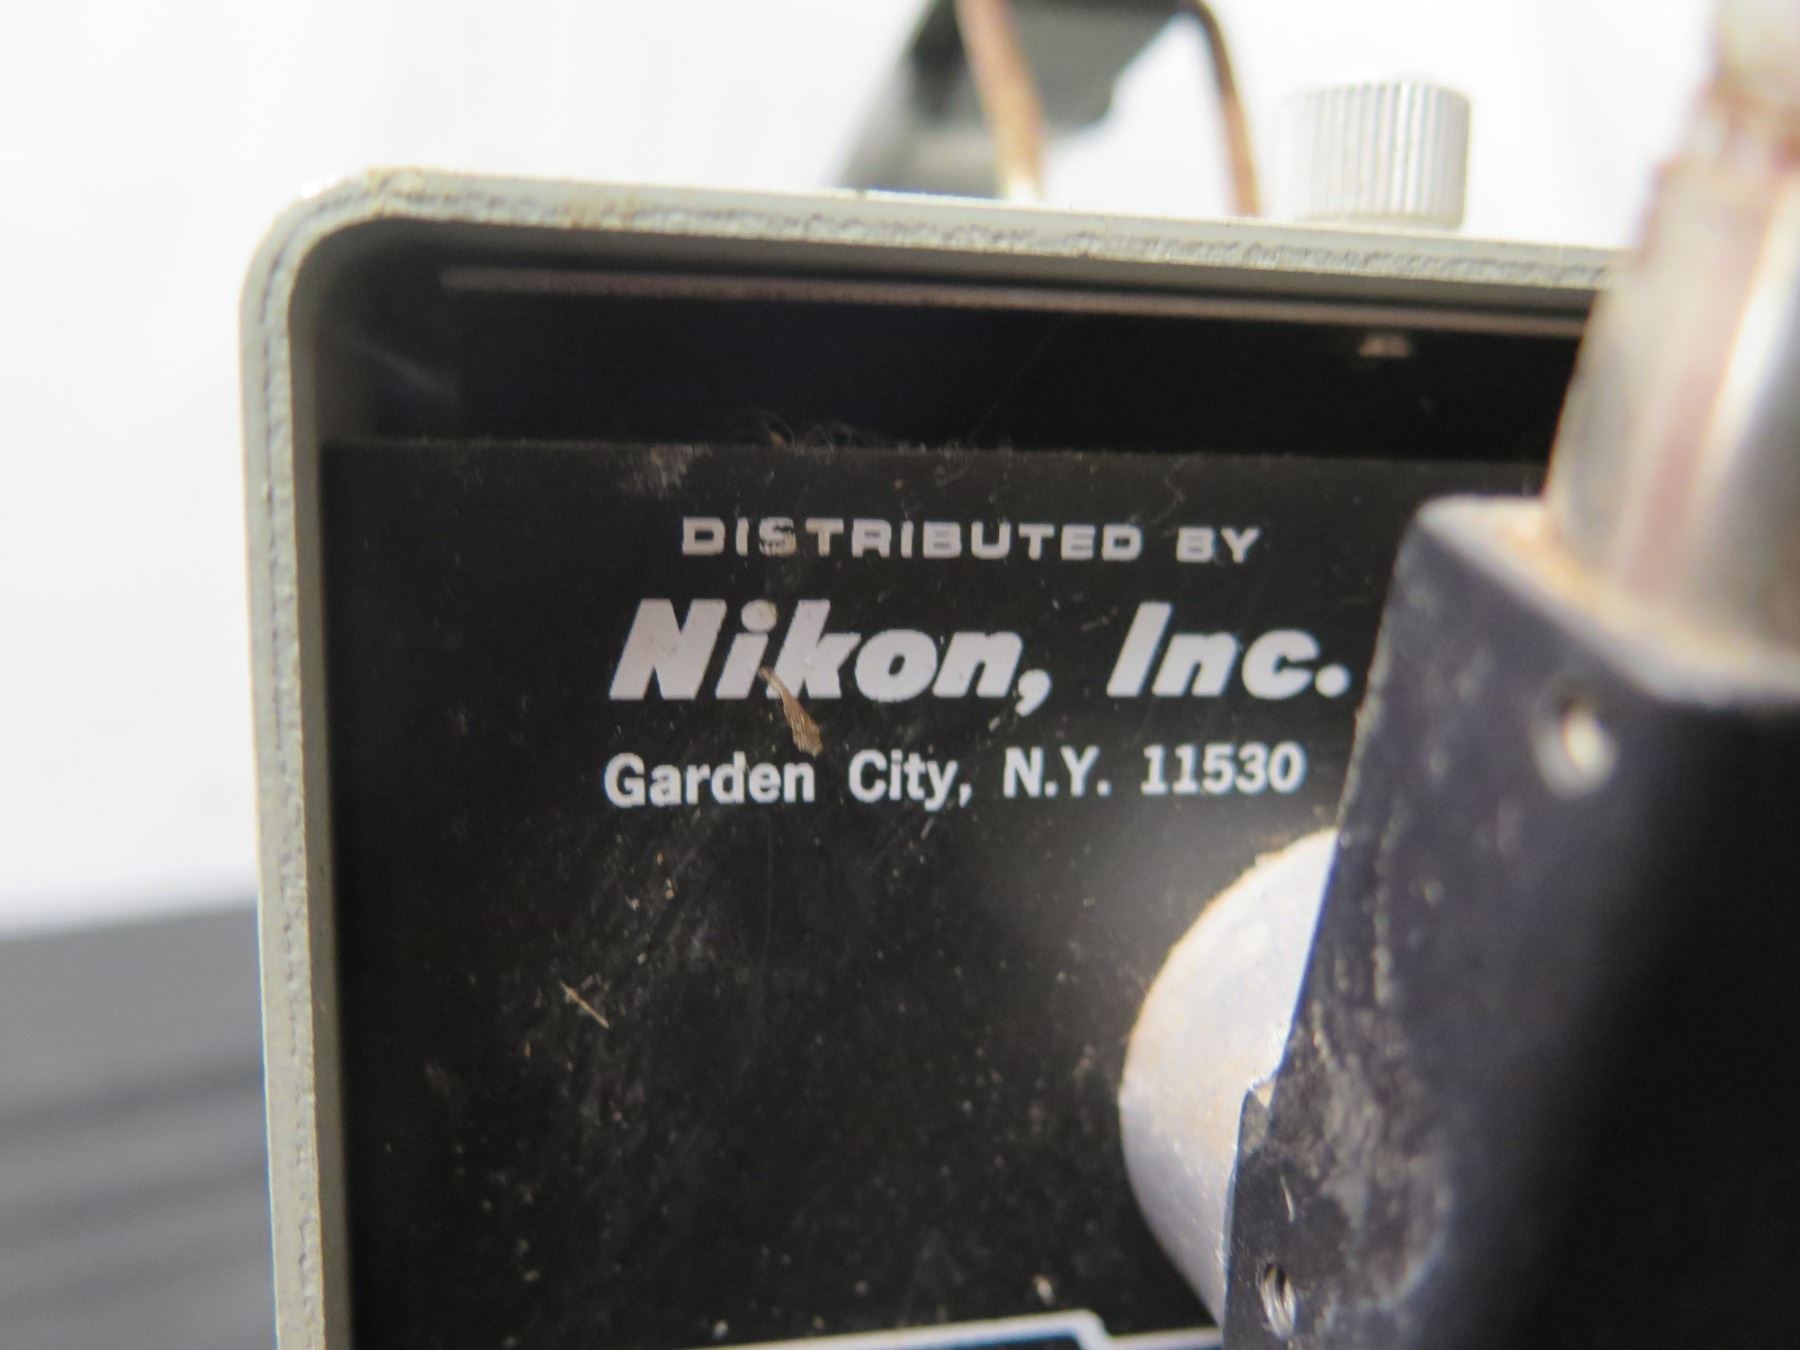 DISTRIBUTED BY
Nikon, Inc.
Garden City, N.Y. 11530